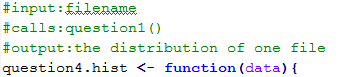 #input:filename
#calls:question1()
#output:the distribution of one file
question4.hist <- function(data){